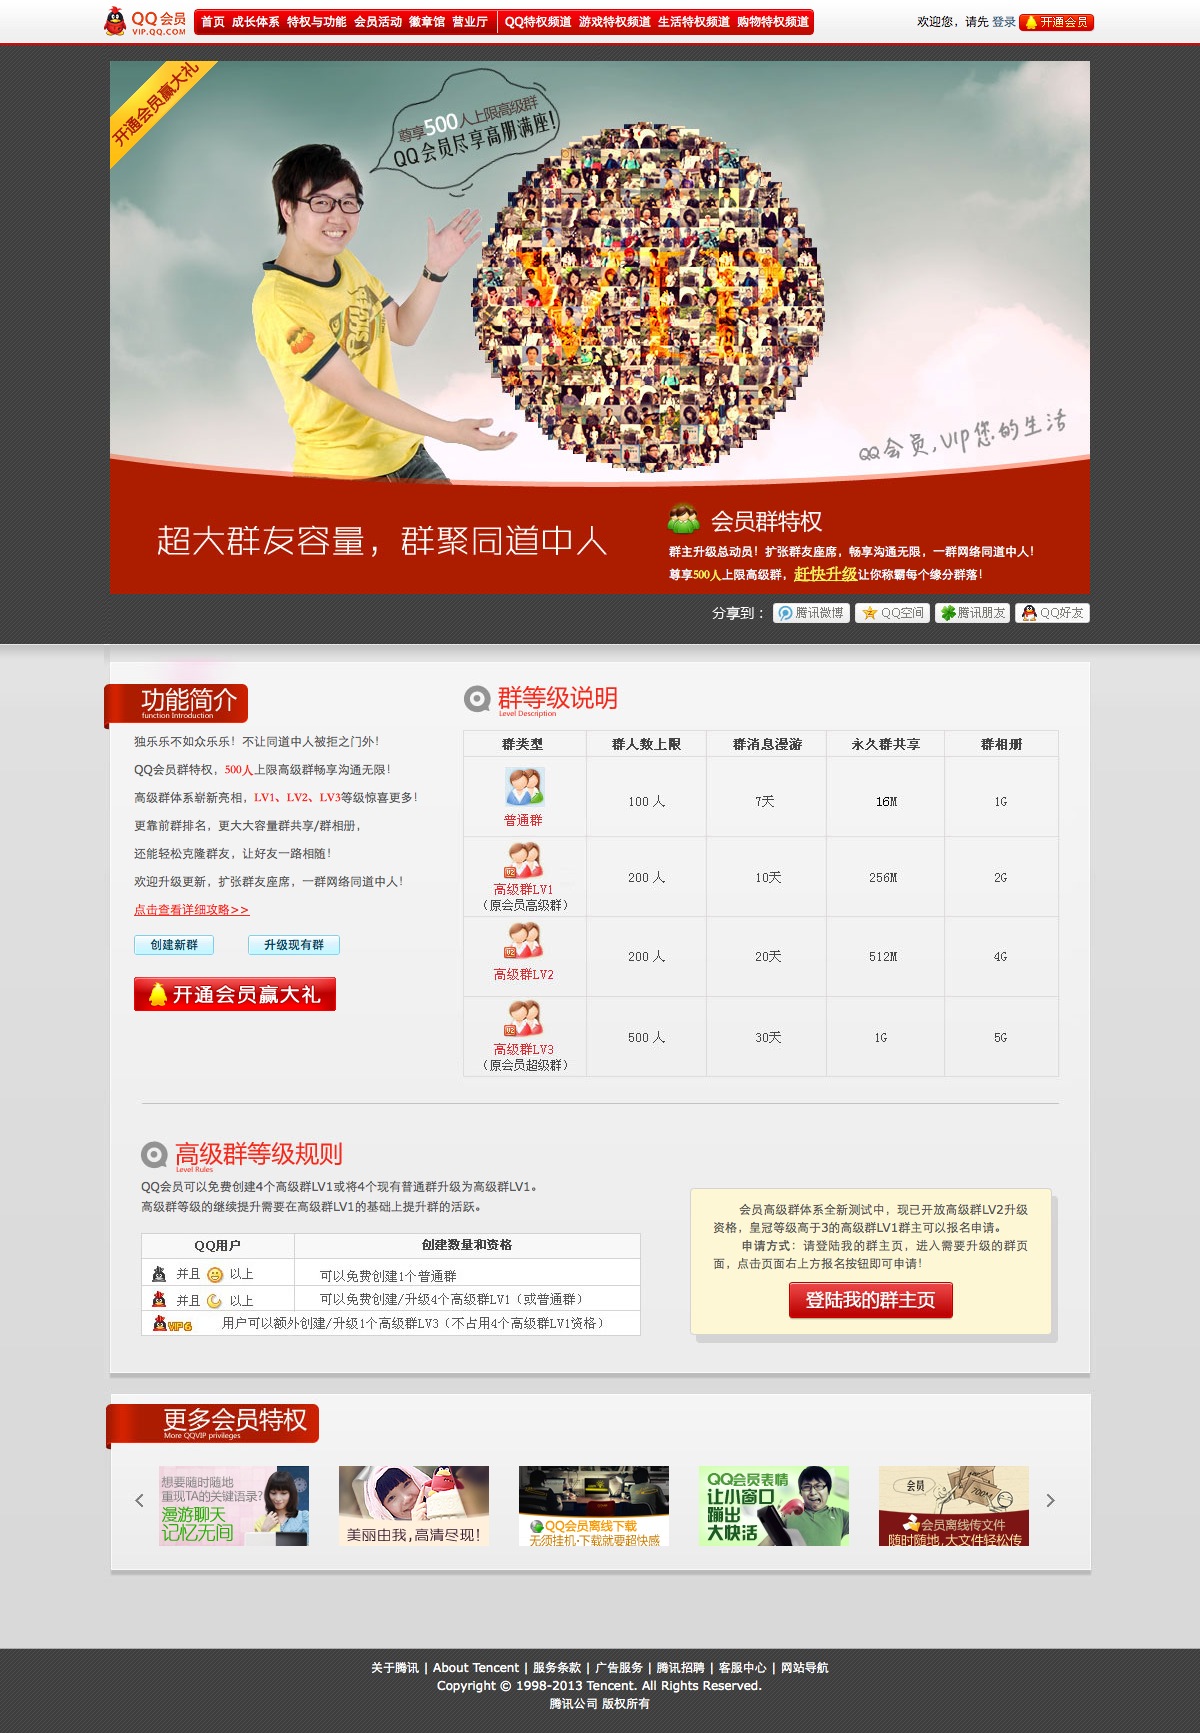 QQ会员
VIP.QQ.COM
首页 成长体系 特权与功能 会员活动 徽章馆 营业厅 QQ特权频道 游戏特权频道 生活特权频道 购物特权频道
欢迎您，请先 登录 开通会员
开通会员赢大礼
尊享500人上限高级群
QQ会员尽享高朋满座!
QQ会员,VIP您的生活
超大群友容量，群聚同道中人
会员群特权
群主升级总动员！扩张群友座席，畅享沟通无限，一群网络同道中人！
尊享500人上限高级群，赶快升级让你称霸每个缘分群落！
分享到： 腾讯微博 QQ空间 腾讯朋友 QQ好友
功能简介
function Introduction
独乐乐不如众乐乐！不让同道中人被拒之门外！
QQ会员群特权，500人上限高级群畅享沟通无限！
高级群体系崭新亮相，LV1、LV2、LV3等级惊喜更多！
更靠前群排名，更大大容量群共享/群相册，
还能轻松克隆群友，让好友一路相随！
欢迎升级更新，扩张群友座席，一群网络同道中人！
点击查看详细攻略>>
创建新群 升级现有群
开通会员赢大礼
群等级说明
Level Description
群类型 群人数上限 群消息漫游 永久群共享 群相册
普通群 100 人 7天 16M 1G
高级群LV1
（原会员高级群） 200 人 10天 256M 2G
高级群LV2 200 人 20天 512M 4G
高级群LV3
（原会员超级群） 500 人 30天 1G 5G
高级群等级规则
Level Rules
QQ会员可以免费创建4个高级群LV1或将4个现有普通群升级为高级群LV1。
高级群等级的继续提升需要在高级群LV1的基础上提升群的活跃。
QQ用户 创建数量和资格
并且 以上 可以免费创建1个普通群
并且 以上 可以免费创建/升级4个高级群LV1（或普通群）
VIP6 用户可以额外创建/升级1个高级群LV3（不占用4个高级群LV1资格）
会员高级群体系全新测试中，现已开放高级群LV2升级
资格，皇冠等级高于3的高级群LV1群主可以报名申请。
申请方式：请登陆我的群主页，进入需要升级的群页
面，点击页面右上方报名按钮即可申请！
登陆我的群主页
更多会员特权
More QQVIP privileges
想要随时随地
重现TA的关键语录?
漫游聊天
记忆无间
美丽由我,高清尽现!
QQ会员离线下载
无须挂机·下载就要超快感
QQ会员表情
让小窗口
蹦出
大快活
会员
700M
会员离线传文件
随时随地,大文件轻松传
关于腾讯 | About Tencent | 服务条款 | 广告服务 | 腾讯招聘 | 客服中心 | 网站导航
Copyright © 1998-2013 Tencent. All Rights Reserved.
腾讯公司 版权所有